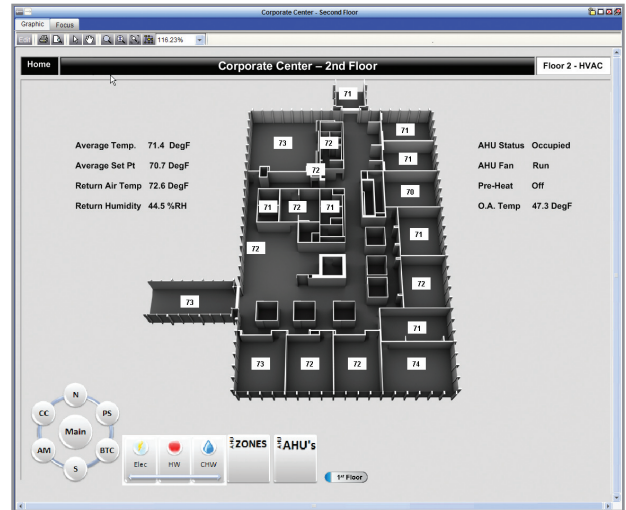 Corporate Center - Second Floor
Graphic Focus
116.23%
Home
Corporate Center – 2nd Floor
Floor 2 - HVAC
71
Average Temp. 71.4 DegF
Average Set Pt 70.7 DegF
Return Air Temp 72.6 DegF
Return Humidity 44.5 %RH
AHU Status Occupied
AHU Fan Run
Pre-Heat Off
O.A. Temp 47.3 DegF
71
73
72
71
72
70
71
72
71
71
72
72
73
71
73
72
72
74
N
CC
PS
Main
AM
BTC
S
Elec
HW
CHW
ZONES
AHU's
1st Floor